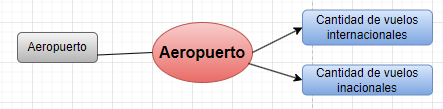 Aeropuerto
Aeropuerto
Cantidad de vuelos
internacionales
Cantidad de vuelos
inacionales